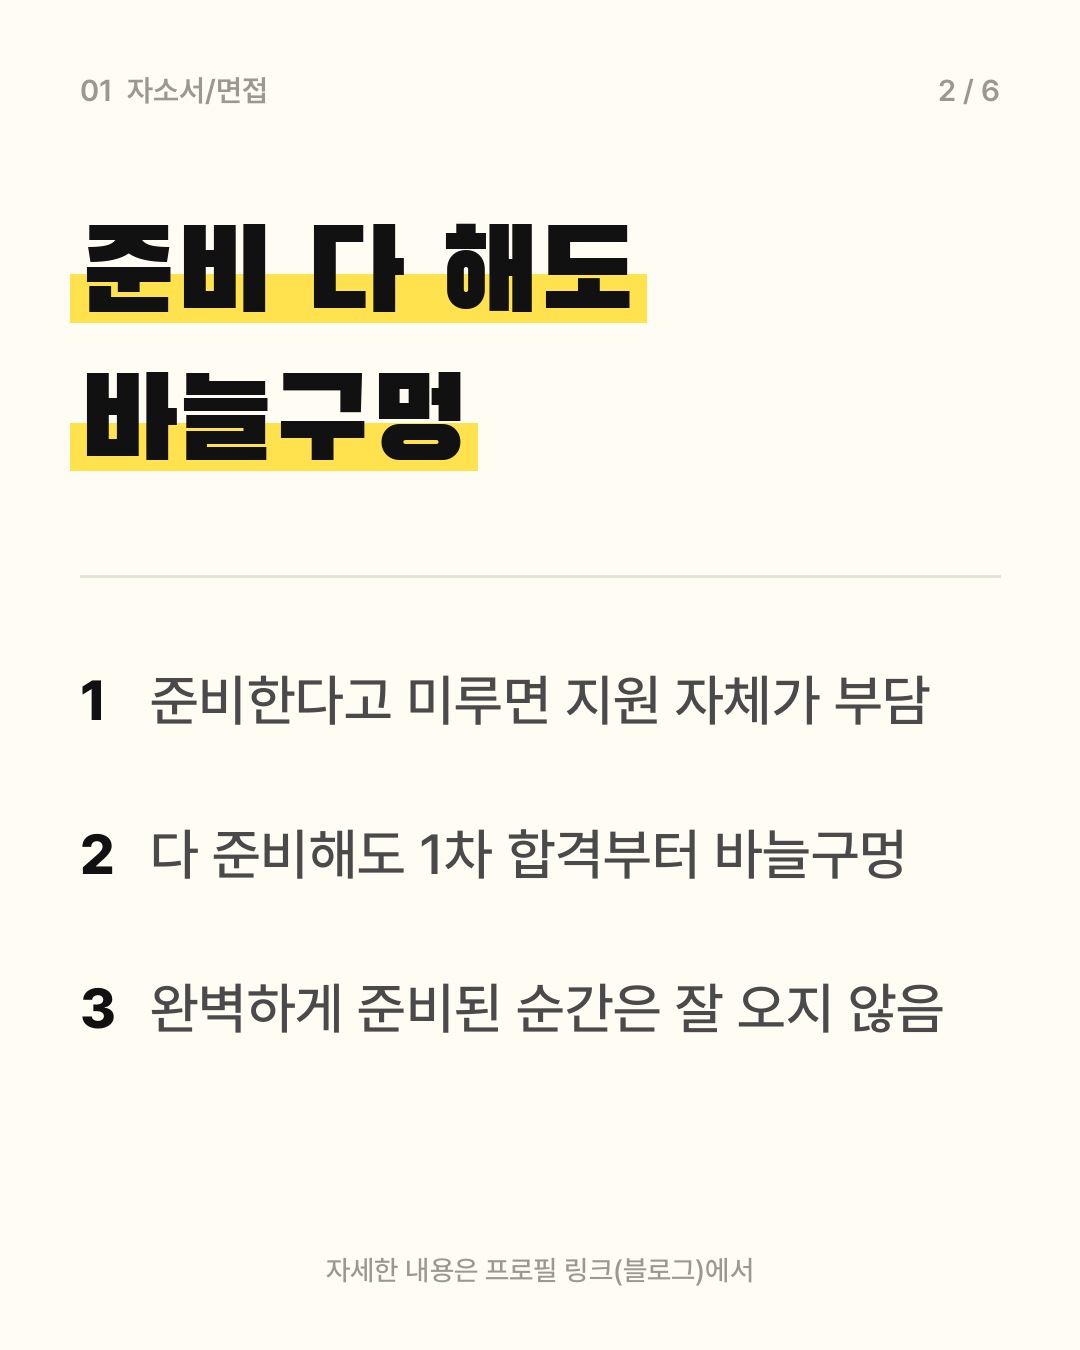 01 자소서/면접
2 / 6
준비 다 해도
바늘구멍
1 준비한다고 미루면 지원 자체가 부담
2 다 준비해도 1차 합격부터 바늘구멍
3 완벽하게 준비된 순간은 잘 오지 않음
자세한 내용은 프로필 링크(블로그)에서